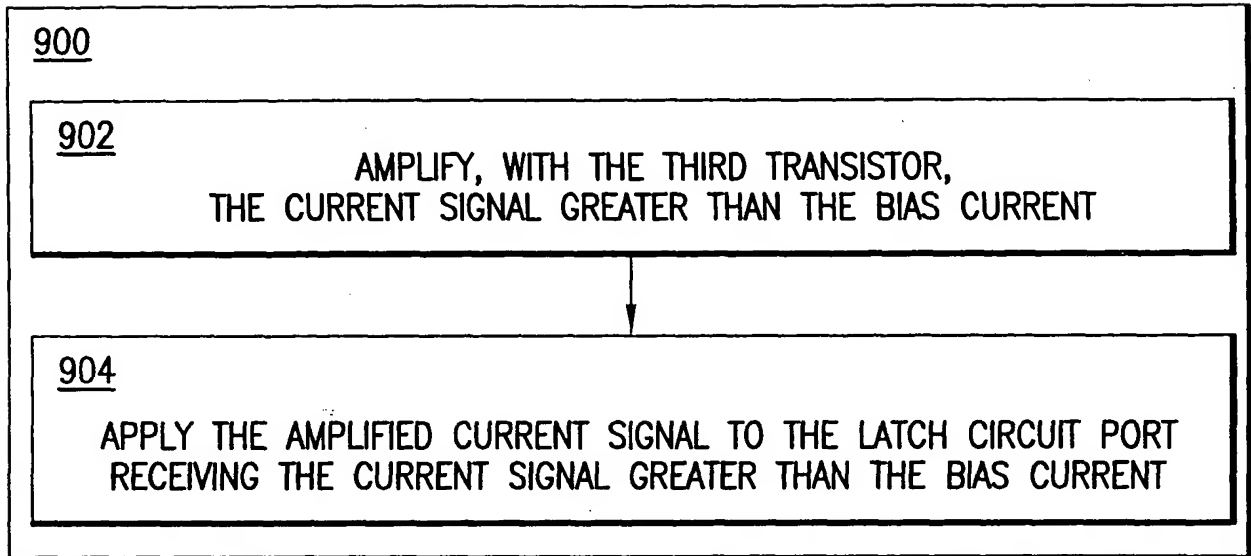 900
902
AMPLIFY, WITH THE THIRD TRANSISTOR,
THE CURRENT SIGNAL GREATER THAN THE BIAS CURRENT
904
APPLY THE AMPLIFIED CURRENT SIGNAL TO THE LATCH CIRCUIT PORT
RECEIVING THE CURRENT SIGNAL GREATER THAN THE BIAS CURRENT